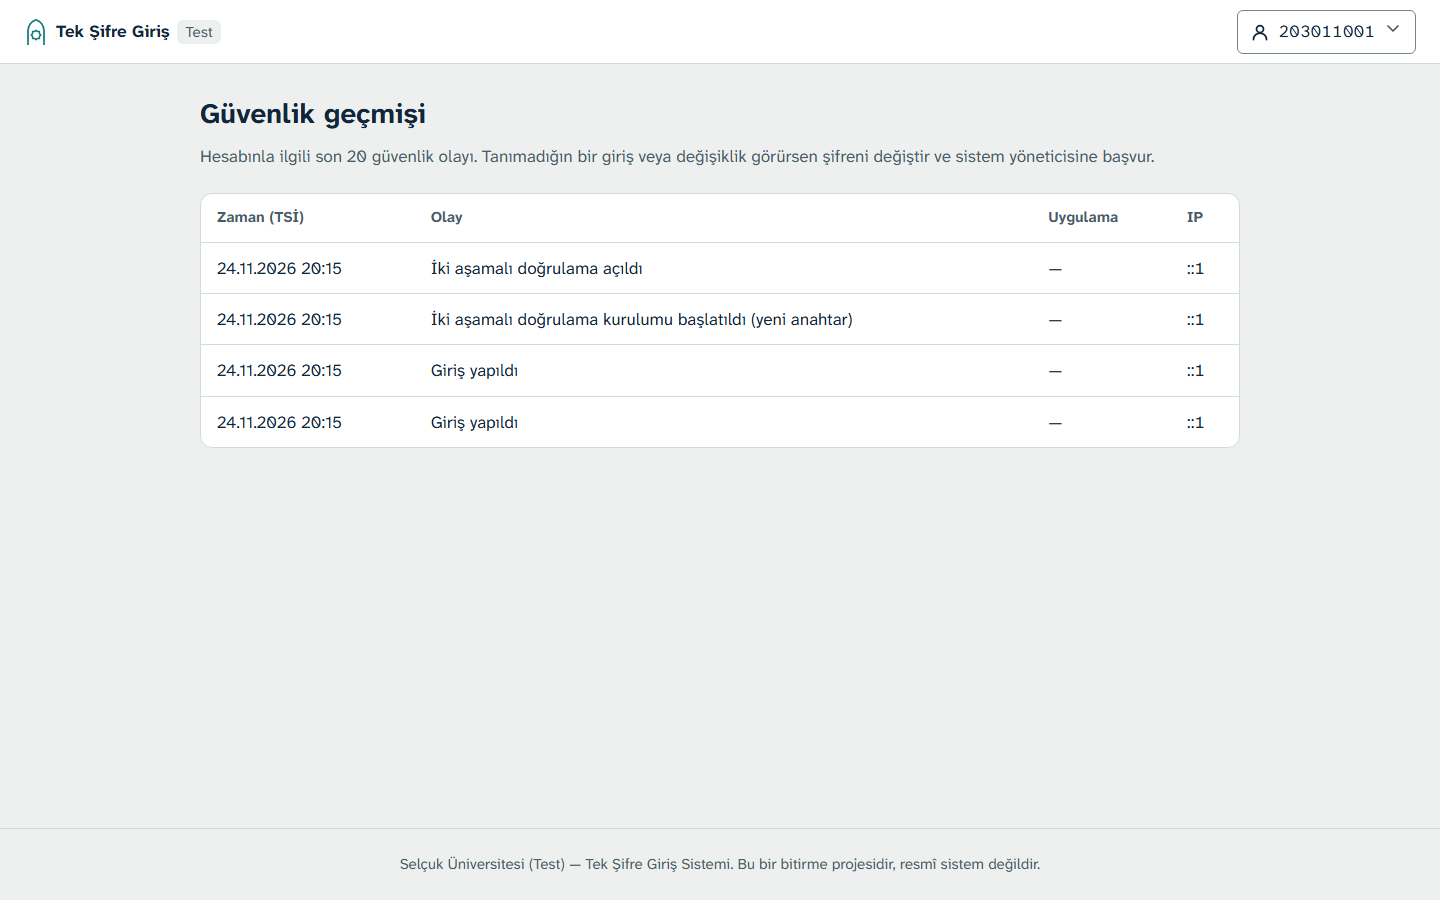 Tek Şifre Giriş Test 203011001
Güvenlik geçmişi
Hesabınla ilgili son 20 güvenlik olayı. Tanımadığın bir giriş veya değişiklik görürsen şifreni değiştir ve sistem yöneticisine başvur.
Zaman (TSİ) Olay Uygulama IP
24.11.2026 20:15 İki aşamalı doğrulama açıldı — ::1
24.11.2026 20:15 İki aşamalı doğrulama kurulumu başlatıldı (yeni anahtar) — ::1
24.11.2026 20:15 Giriş yapıldı — ::1
24.11.2026 20:15 Giriş yapıldı — ::1
Selçuk Üniversitesi (Test) — Tek Şifre Giriş Sistemi. Bu bir bitirme projesidir, resmî sistem değildir.